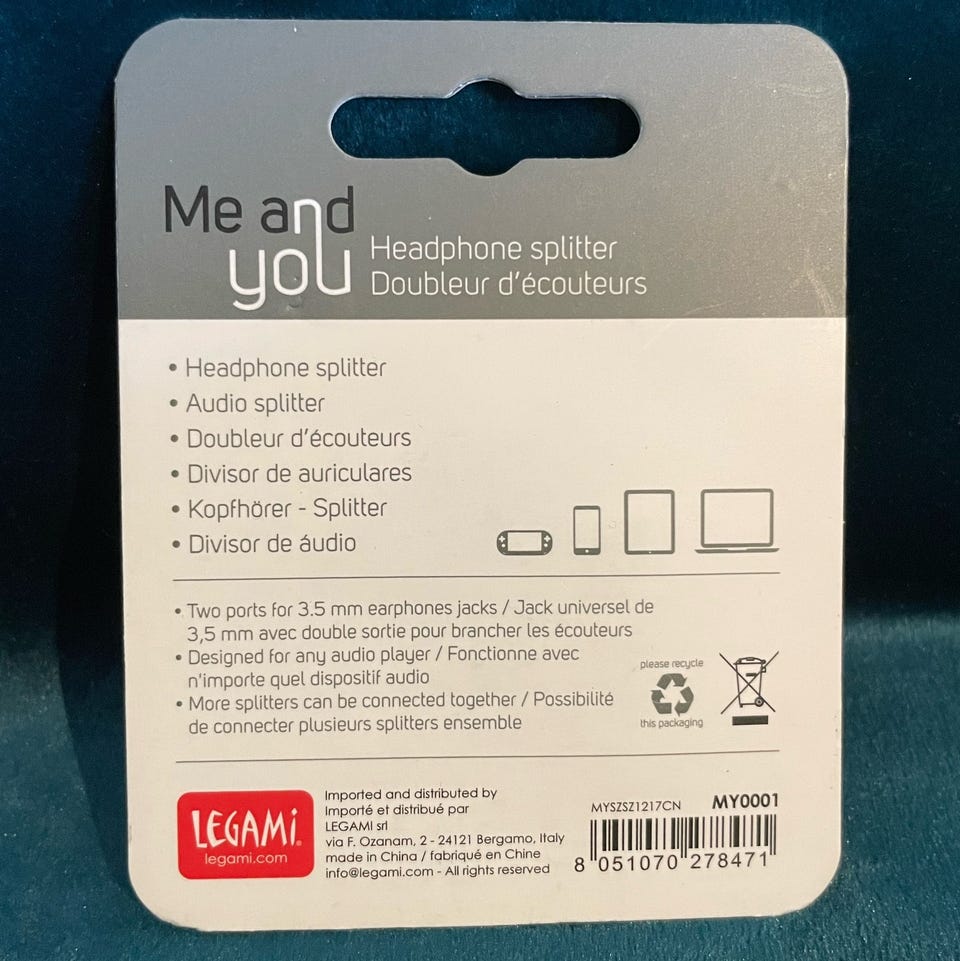 Me and
you
Headphone splitter
Doubleur d'écouteurs
• Headphone splitter
• Audio splitter
• Doubleur d'écouteurs
• Divisor de auriculares
• Kopfhörer - Splitter
• Divisor de áudio
• Two ports for 3.5 mm earphones jacks / Jack universel de
3,5 mm avec double sortie pour brancher les écouteurs
• Designed for any audio player / Fonctionne avec
n'importe quel dispositif audio
• More splitters can be connected together / Possibilité
de connecter plusieurs splitters ensemble
please recycle
this packaging
LEGAMi®
legami.com
Imported and distributed by
Importé et distribué par
LEGAMI srl
via F. Ozanam, 2 - 24121 Bergamo, Italy
made in China / fabriqué en Chine
info@legami.com - All rights reserved
MYSZSZ1217CN MY0001
8 051070 278471